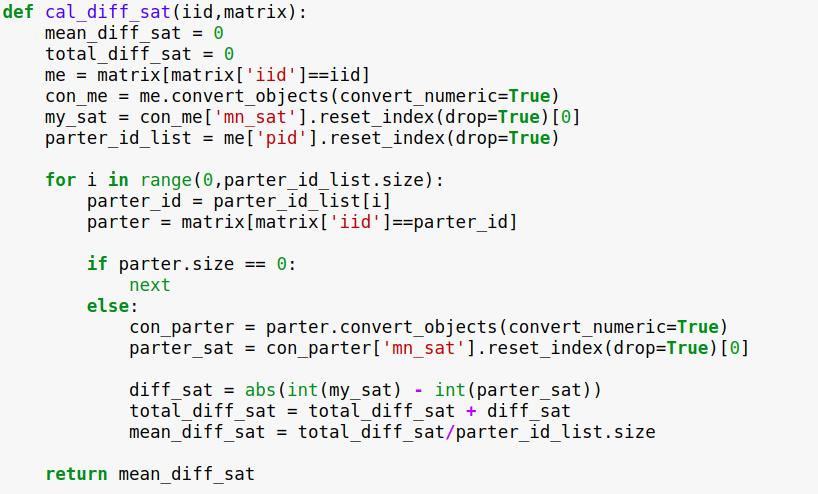 def cal_diff_sat(iid,matrix):
    mean_diff_sat = 0
    total_diff_sat = 0
    me = matrix[matrix['iid']==iid]
    con_me = me.convert_objects(convert_numeric=True)
    my_sat = con_me['mn_sat'].reset_index(drop=True)[0]
    parter_id_list = me['pid'].reset_index(drop=True)

    for i in range(0,parter_id_list.size):
        parter_id = parter_id_list[i]
        parter = matrix[matrix['iid']==parter_id]

        if parter.size == 0:
            next
        else:
            con_parter = parter.convert_objects(convert_numeric=True)
            parter_sat = con_parter['mn_sat'].reset_index(drop=True)[0]

            diff_sat = abs(int(my_sat) - int(parter_sat))
            total_diff_sat = total_diff_sat + diff_sat
            mean_diff_sat = total_diff_sat/parter_id_list.size

    return mean_diff_sat